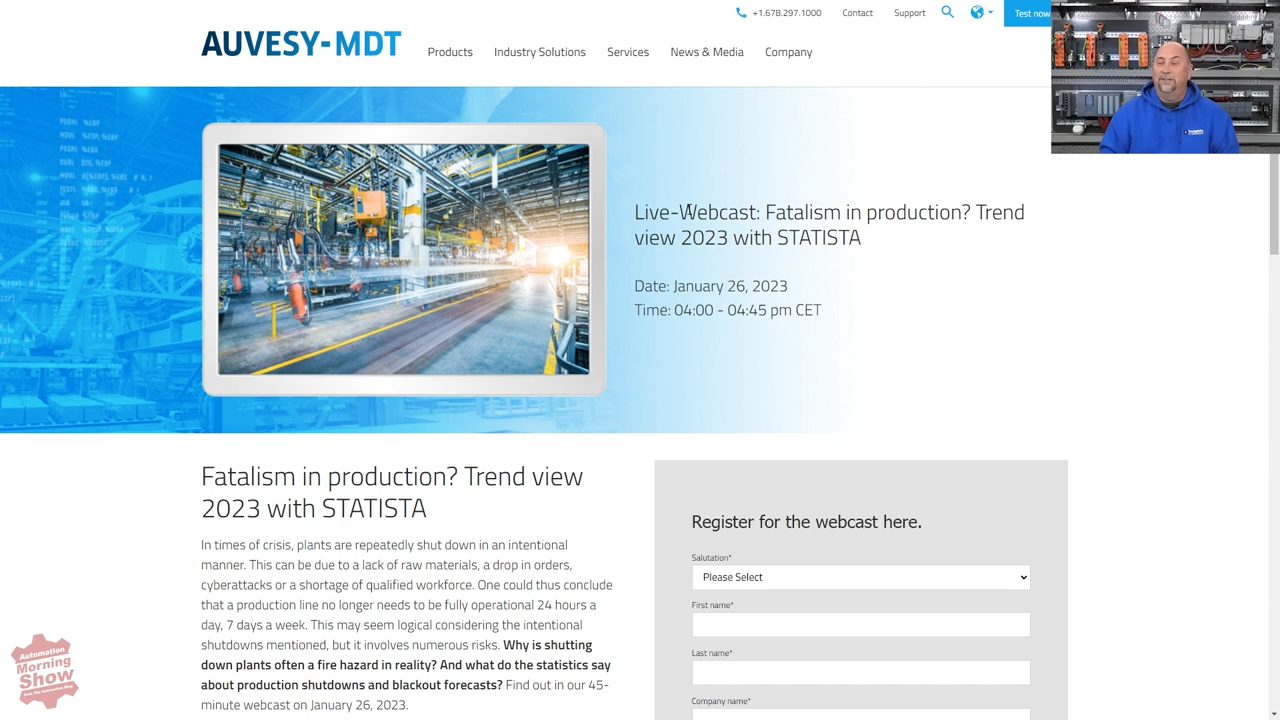 +1.678.297.1000 Contact Support Test now
AUVESY-MDT
Products Industry Solutions Services News & Media Company
Live-Webcast: Fatalism in production? Trend
view 2023 with STATISTA
Date: January 26, 2023
Time: 04:00 - 04:45 pm CET
Fatalism in production? Trend view
2023 with STATISTA
In times of crisis, plants are repeatedly shut down in an intentional
manner. This can be due to a lack of raw materials, a drop in orders,
cyberattacks or a shortage of qualified workforce. One could thus conclude
that a production line no longer needs to be fully operational 24 hours a
day, 7 days a week. This may seem logical considering the intentional
shutdowns mentioned, but it involves numerous risks. Why is shutting
down plants often a fire hazard in reality? And what do the statistics say
about production shutdowns and blackout forecasts? Find out in our 45-
minute webcast on January 26, 2023.
Register for the webcast here.
Salutation*
Please Select
First name*
Last name*
Company name*
Automation
Morning
Show